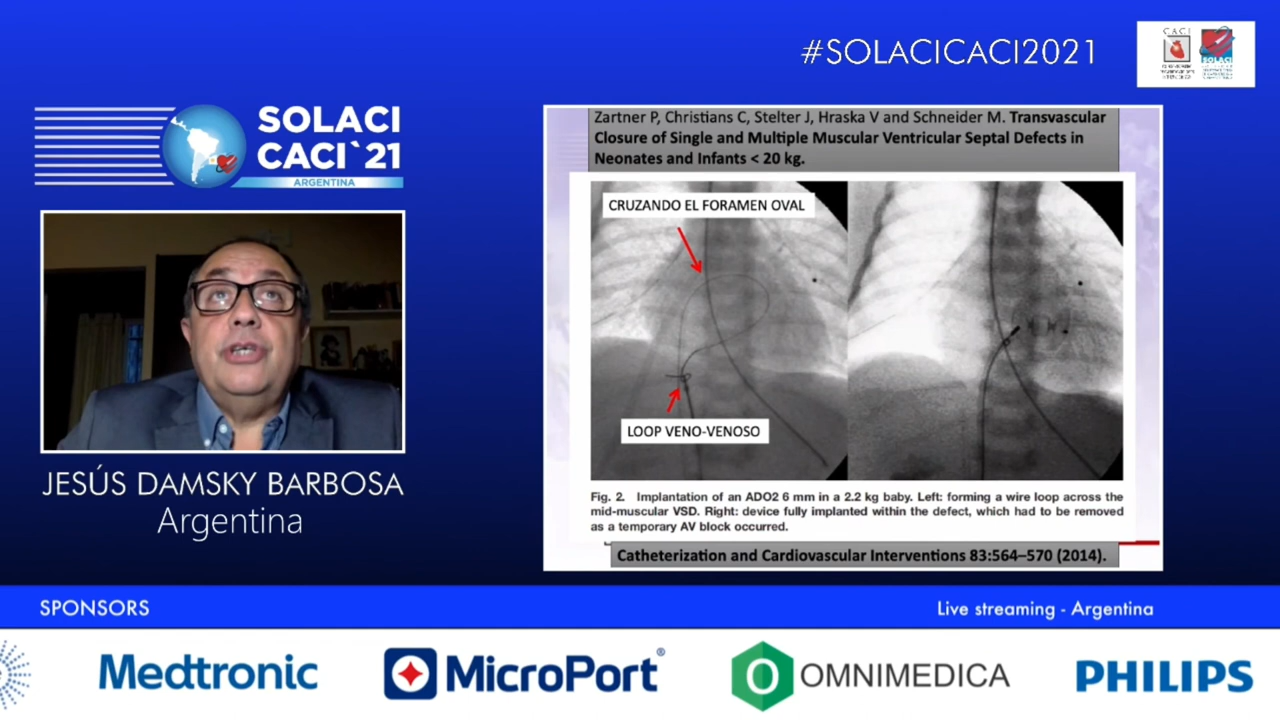 #SOLACICACI2021
CACI
SOLACI
SOLACI
CACI`21
ARGENTINA
JESÚS DAMSKY BARBOSA
Argentina
Zartner P, Christians C, Stelter J, Hraska V and Schneider M. Transvascular
Closure of Single and Multiple Muscular Ventricular Septal Defects in
Neonates and Infants < 20 kg.
CRUZANDO EL FORAMEN OVAL
LOOP VENO-VENOSO
Fig. 2. Implantation of an ADO2 6 mm in a 2.2 kg baby. Left: forming a wire loop across the
mid-muscular VSD. Right: device fully implanted within the defect, which had to be removed
as a temporary AV block occurred.
Catheterization and Cardiovascular Interventions 83:564–570 (2014).
SPONSORS
Live streaming - Argentina
Medtronic
MicroPort®
OMNIMEDICA
PHILIPS